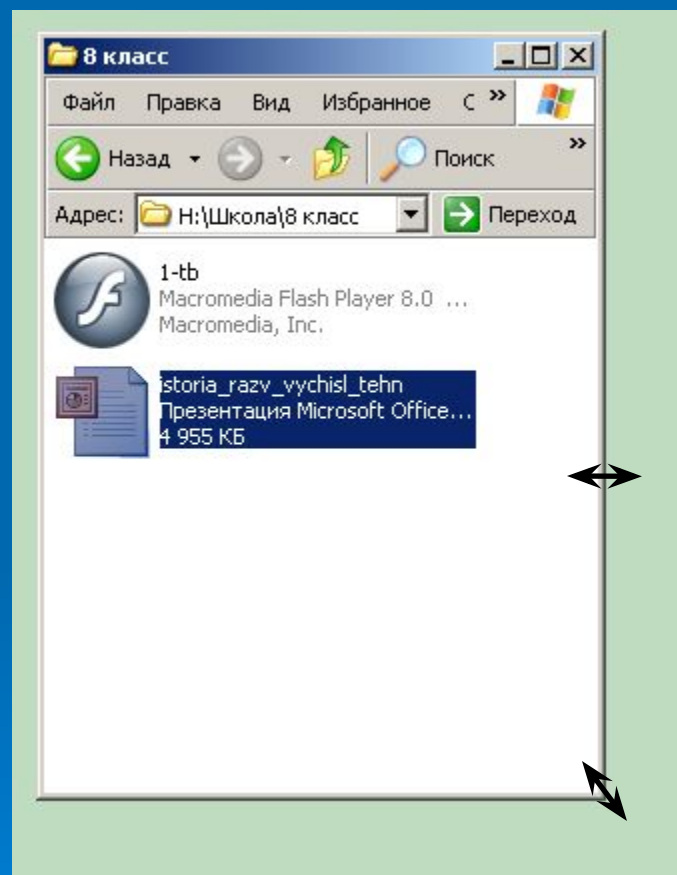 8 класс
Файл Правка Вид Избранное С »
Назад Поиск »
Адрес: H:\Школа\8 класс Переход
1-tb
Macromedia Flash Player 8.0 ...
Macromedia, Inc.
istoria_razv_vychisl_tehn
Презентация Microsoft Office...
4 955 КБ